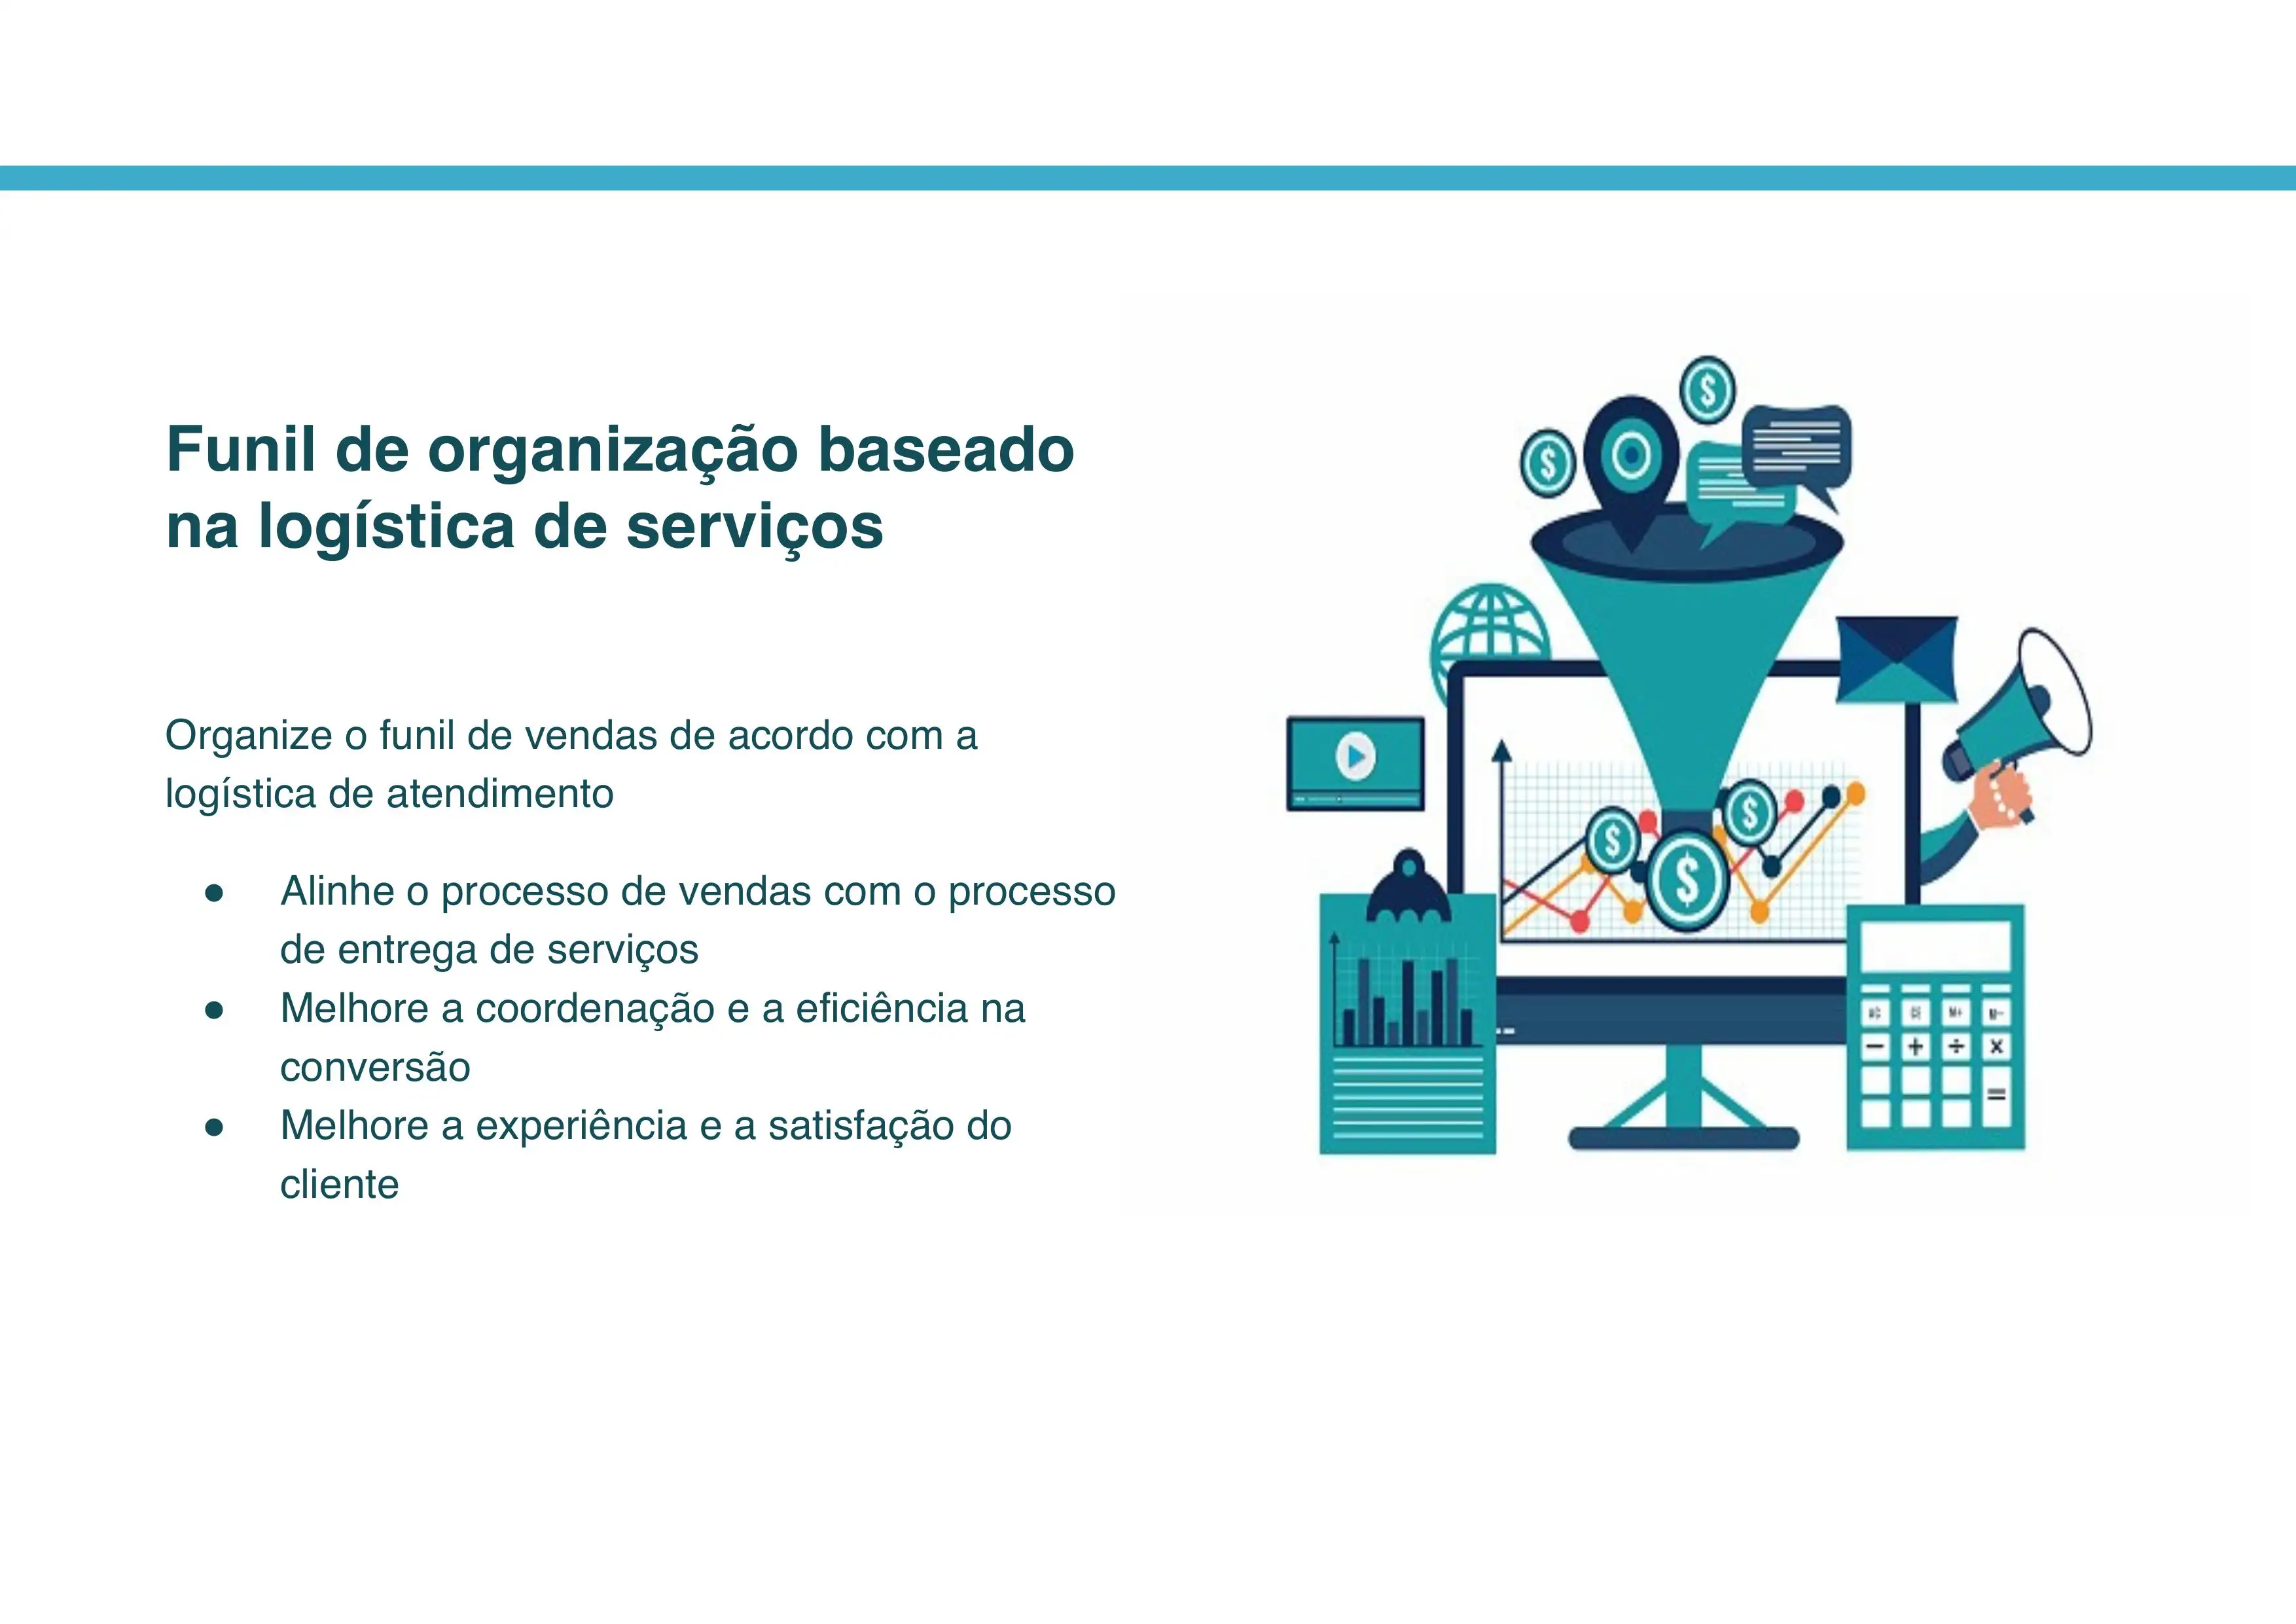 Funil de organização baseado
na logística de serviços
Organize o funil de vendas de acordo com a
logística de atendimento
● Alinhe o processo de vendas com o processo
de entrega de serviços
● Melhore a coordenação e a eficiência na
conversão
● Melhore a experiência e a satisfação do
cliente
$
$
$
$
$
M+ M-
- + ÷ x
=